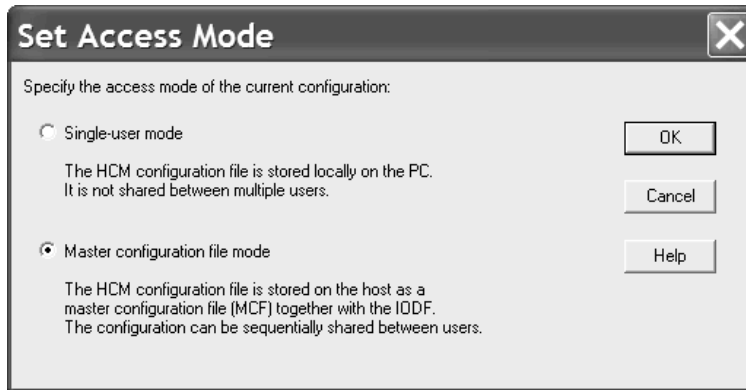 Set Access Mode
Specify the access mode of the current configuration:
Single-user mode
OK
The HCM configuration file is stored locally on the PC.
It is not shared between multiple users.
Cancel
Master configuration file mode
Help
The HCM configuration file is stored on the host as a
master configuration file (MCF) together with the IODF.
The configuration can be sequentially shared between users.